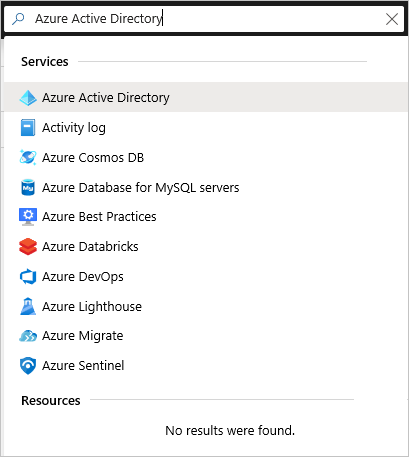 Azure Active Directory
Services
Azure Active Directory
Activity log
Azure Cosmos DB
My
Azure Database for MySQL servers
Azure Best Practices
Azure Databricks
Azure DevOps
Azure Lighthouse
Azure Migrate
Azure Sentinel
Resources
No results were found.